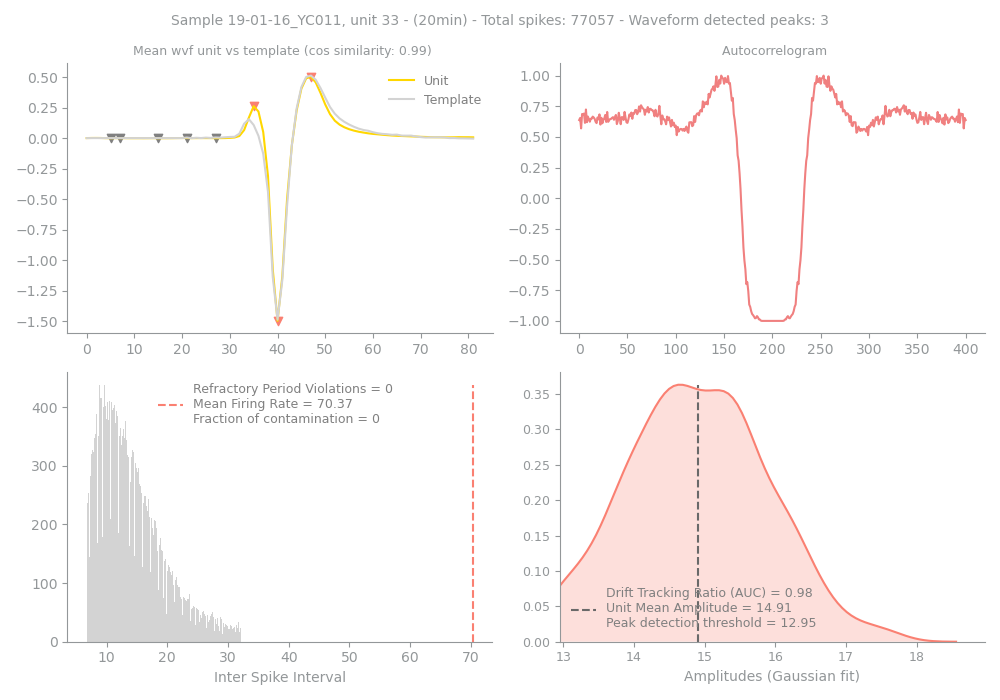 Sample 19-01-16_YC011, unit 33 - (20min) - Total spikes: 77057 - Waveform detected peaks: 3
Mean wvf unit vs template (cos similarity: 0.99)
0.50
0.25
0.00
−0.25
−0.50
−0.75
−1.00
−1.25
−1.50
0 10 20 30 40 50 60 70 80
Unit
Template
Autocorrelogram
1.00
0.75
0.50
0.25
0.00
−0.25
−0.50
−0.75
−1.00
0 50 100 150 200 250 300 350 400
Refractory Period Violations = 0
Mean Firing Rate = 70.37
Fraction of contamination = 0
400
300
200
100
0
10 20 30 40 50 60 70
Inter Spike Interval
0.35
0.30
0.25
0.20
0.15
0.10
0.05
0.00
Drift Tracking Ratio (AUC) = 0.98
Unit Mean Amplitude = 14.91
Peak detection threshold = 12.95
13 14 15 16 17 18
Amplitudes (Gaussian fit)